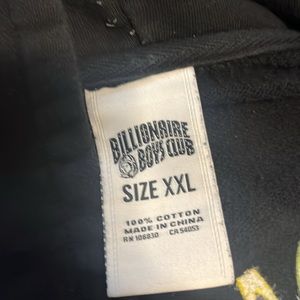 BILLIONAIRE
BOYS CLUB
SIZE XXL
100% COTTON
MADE IN CHINA
RN 108830 CA 54053